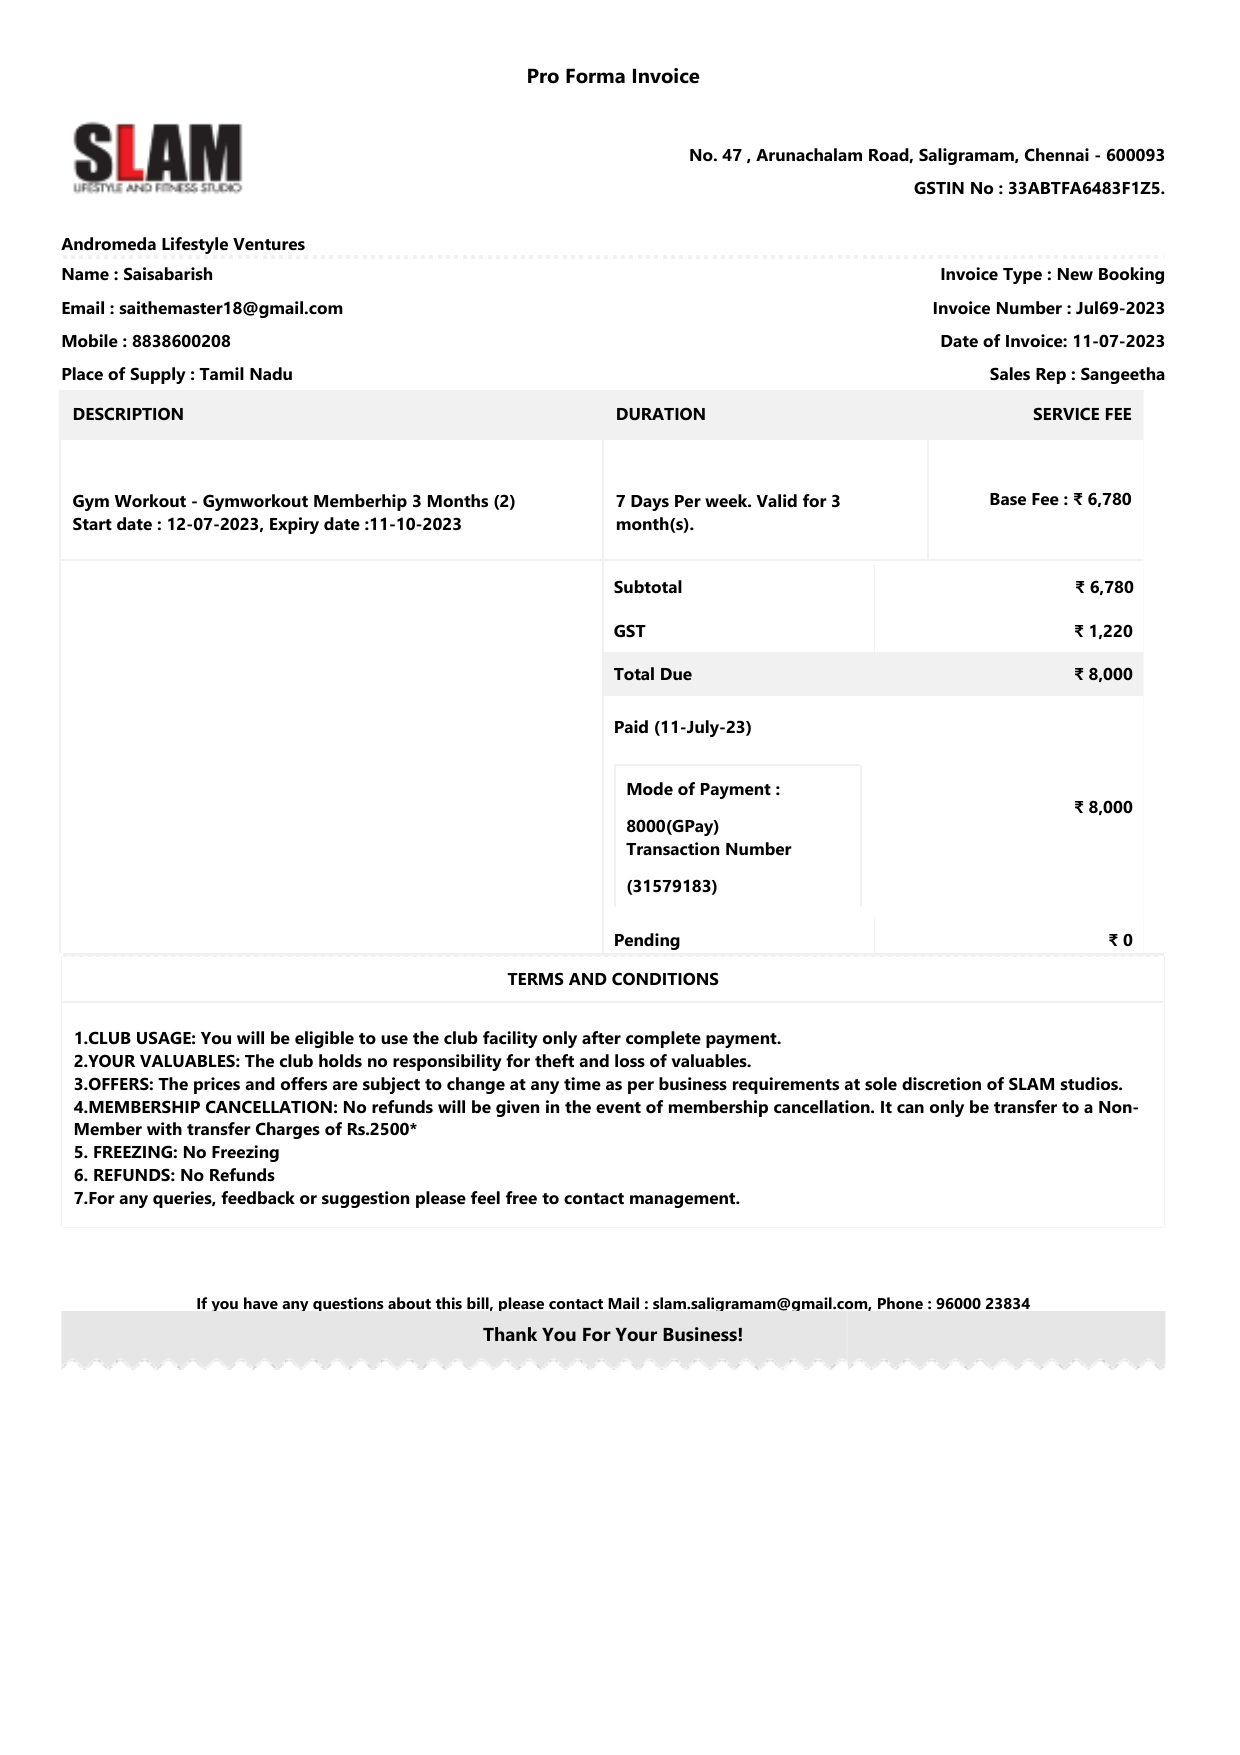 Pro Forma Invoice
SLAM
LIFESTYLE AND FITNESS STUDIO
No. 47 , Arunachalam Road, Saligramam, Chennai - 600093
GSTIN No : 33ABTFA6483F1Z5.
Andromeda Lifestyle Ventures
Name : Saisabarish
Invoice Type : New Booking
Email : saithemaster18@gmail.com
Invoice Number : Jul69-2023
Mobile : 8838600208
Date of Invoice: 11-07-2023
Place of Supply : Tamil Nadu
Sales Rep : Sangeetha
DESCRIPTION
DURATION
SERVICE FEE
Gym Workout - Gymworkout Memberhip 3 Months (2)
Start date : 12-07-2023, Expiry date :11-10-2023
7 Days Per week. Valid for 3
month(s).
Base Fee : ₹ 6,780
Subtotal
₹ 6,780
GST
₹ 1,220
Total Due
₹ 8,000
Paid (11-July-23)
Mode of Payment :
8000(GPay)
Transaction Number
(31579183)
₹ 8,000
Pending
₹ 0
TERMS AND CONDITIONS
1.CLUB USAGE: You will be eligible to use the club facility only after complete payment.
2.YOUR VALUABLES: The club holds no responsibility for theft and loss of valuables.
3.OFFERS: The prices and offers are subject to change at any time as per business requirements at sole discretion of SLAM studios.
4.MEMBERSHIP CANCELLATION: No refunds will be given in the event of membership cancellation. It can only be transfer to a Non-
Member with transfer Charges of Rs.2500*
5. FREEZING: No Freezing
6. REFUNDS: No Refunds
7.For any queries, feedback or suggestion please feel free to contact management.
If you have any questions about this bill, please contact Mail : slam.saligramam@gmail.com, Phone : 96000 23834
Thank You For Your Business!